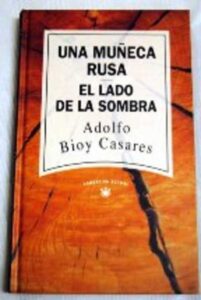 UNA MUÑECA
RUSA
EL LADO
DE LA SOMBRA
Adolfo
Bioy Casares